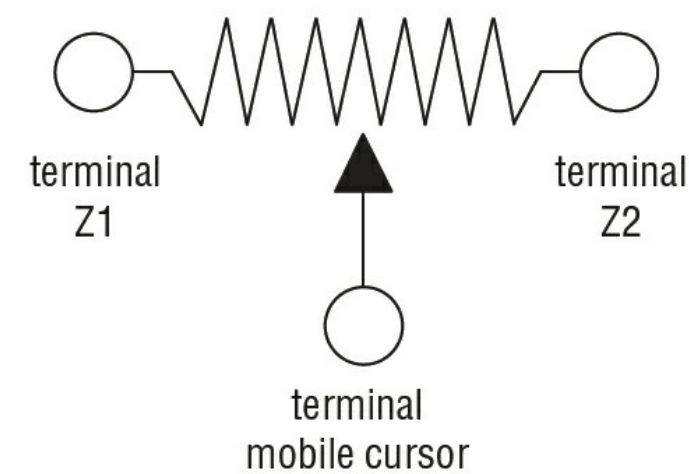 terminal
Z1
terminal
Z2
terminal
mobile cursor